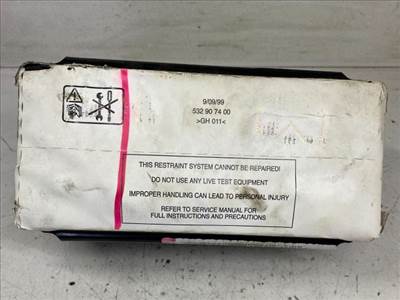 9/09/99
532 90 74 00
>GH 011<
THIS RESTRAINT SYSTEM CANNOT BE REPAIRED!
DO NOT USE ANY LIVE TEST EQUIPMENT
IMPROPER HANDLING CAN LEAD TO PERSONAL INJURY
REFER TO SERVICE MANUAL FOR
FULL INSTRUCTIONS AND PRECAUTIONS